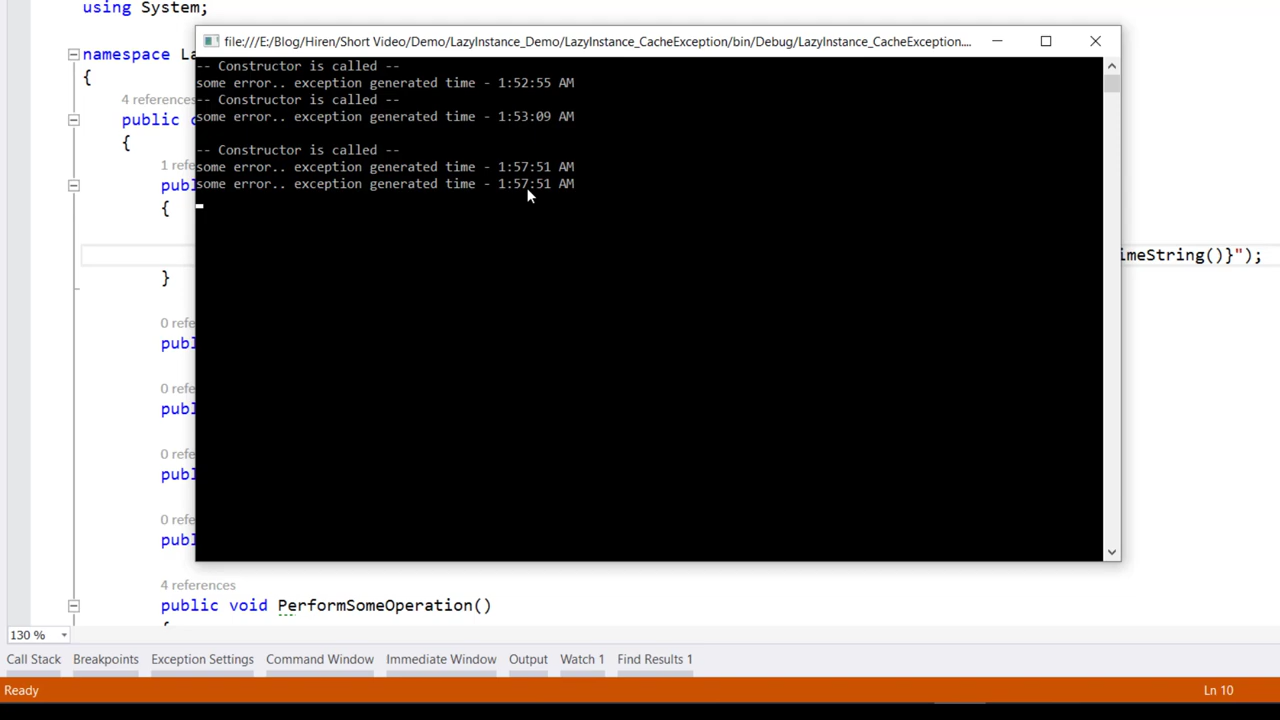 using System;
file:///E:/Blog/Hiren/Short Video/Demo/LazyInstance_Demo/LazyInstance_CacheException/bin/Debug/LazyInstance_CacheException....
namespace La
{
-- Constructor is called --
some error.. exception generated time - 1:52:55 AM
-- Constructor is called --
some error.. exception generated time - 1:53:09 AM
-- Constructor is called --
some error.. exception generated time - 1:57:51 AM
some error.. exception generated time - 1:57:51 AM
4 references
public c
{
1 refe
publ
{
imeString()}");
}
0 refe
publ
0 refe
publ
0 refe
publ
0 refe
publ
4 references
public void PerformSomeOperation()
130 %
Call Stack Breakpoints Exception Settings Command Window Immediate Window Output Watch 1 Find Results 1
Ready Ln 10